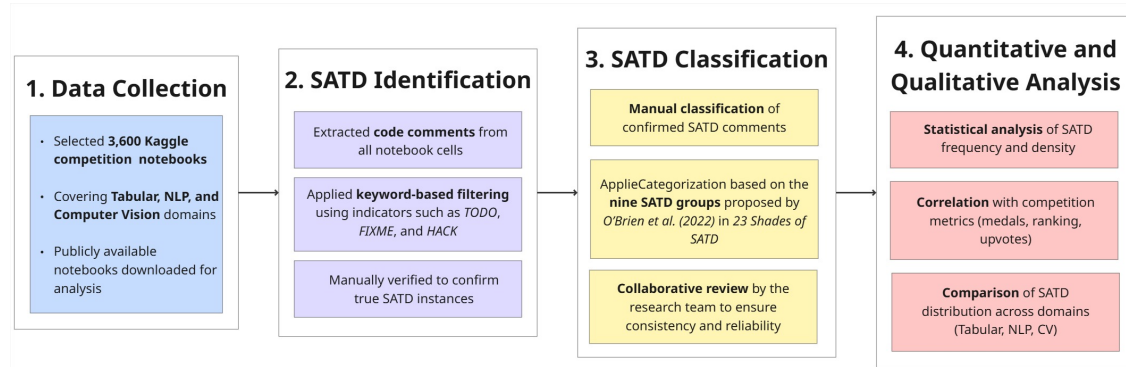 1. Data Collection
• Selected 3,600 Kaggle
competition notebooks
• Covering Tabular, NLP, and
Computer Vision domains
• Publicly available
notebooks downloaded for
analysis
2. SATD Identification
Extracted code comments from
all notebook cells
Applied keyword-based filtering
using indicators such as TODO,
FIXME, and HACK
Manually verified to confirm
true SATD instances
3. SATD Classification
Manual classification of
confirmed SATD comments
ApplieCategorization based on the
nine SATD groups proposed by
O'Brien et al. (2022) in 23 Shades of
SATD
Collaborative review by the
research team to ensure
consistency and reliability
4. Quantitative and
Qualitative Analysis
Statistical analysis of SATD
frequency and density
Correlation with competition
metrics (medals, ranking,
upvotes)
Comparison of SATD
distribution across domains
(Tabular, NLP, CV)